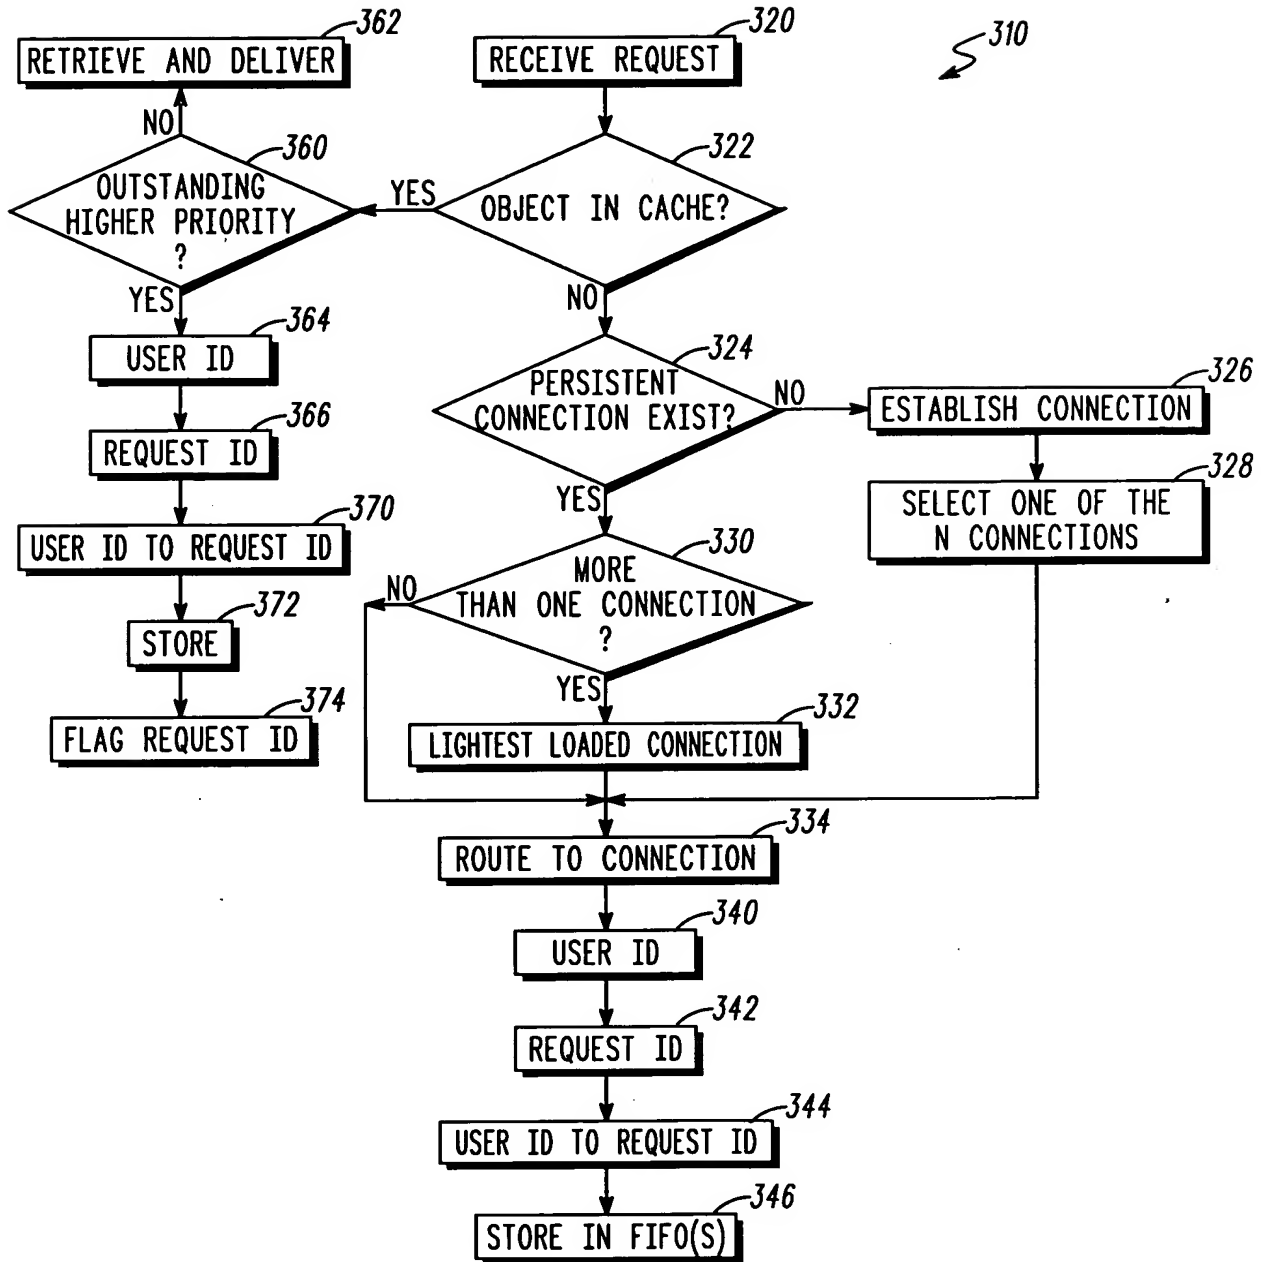 362
RETRIEVE AND DELIVER
320
RECEIVE REQUEST
310
NO
360
OUTSTANDING
HIGHER PRIORITY
?
YES
322
OBJECT IN CACHE?
YES
NO
364
USER ID
366
REQUEST ID
370
USER ID TO REQUEST ID
372
STORE
374
FLAG REQUEST ID
324
PERSISTENT
CONNECTION EXIST?
NO
326
ESTABLISH CONNECTION
328
SELECT ONE OF THE
N CONNECTIONS
YES
330
MORE
THAN ONE CONNECTION
?
NO
YES
332
LIGHTEST LOADED CONNECTION
334
ROUTE TO CONNECTION
340
USER ID
342
REQUEST ID
344
USER ID TO REQUEST ID
346
STORE IN FIFO(S)